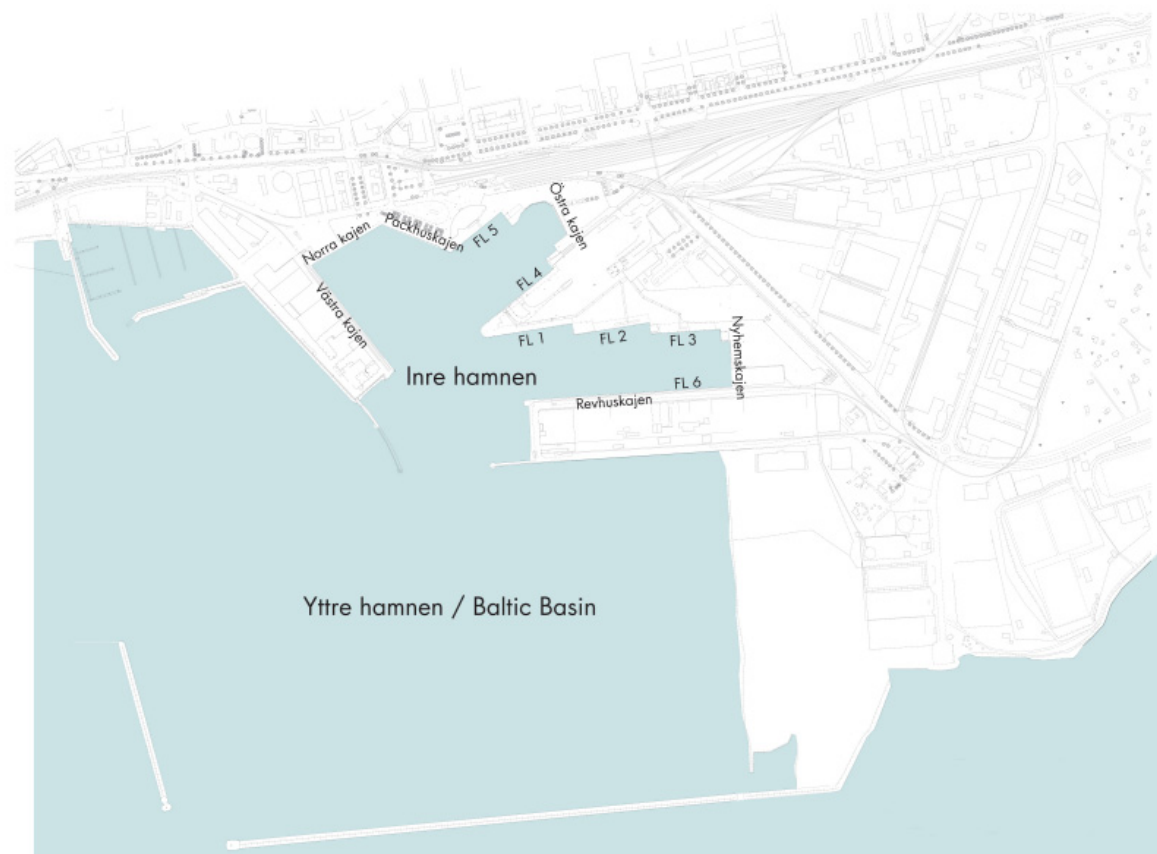 Östra kajen
Norra kajen
Packhuskajen
FL 5
Västra kajen
FL 4
FL 1
FL 2
FL 3
Nyhemskajen
Inre hamnen
FL 6
Revhuskajen
Yttre hamnen / Baltic Basin